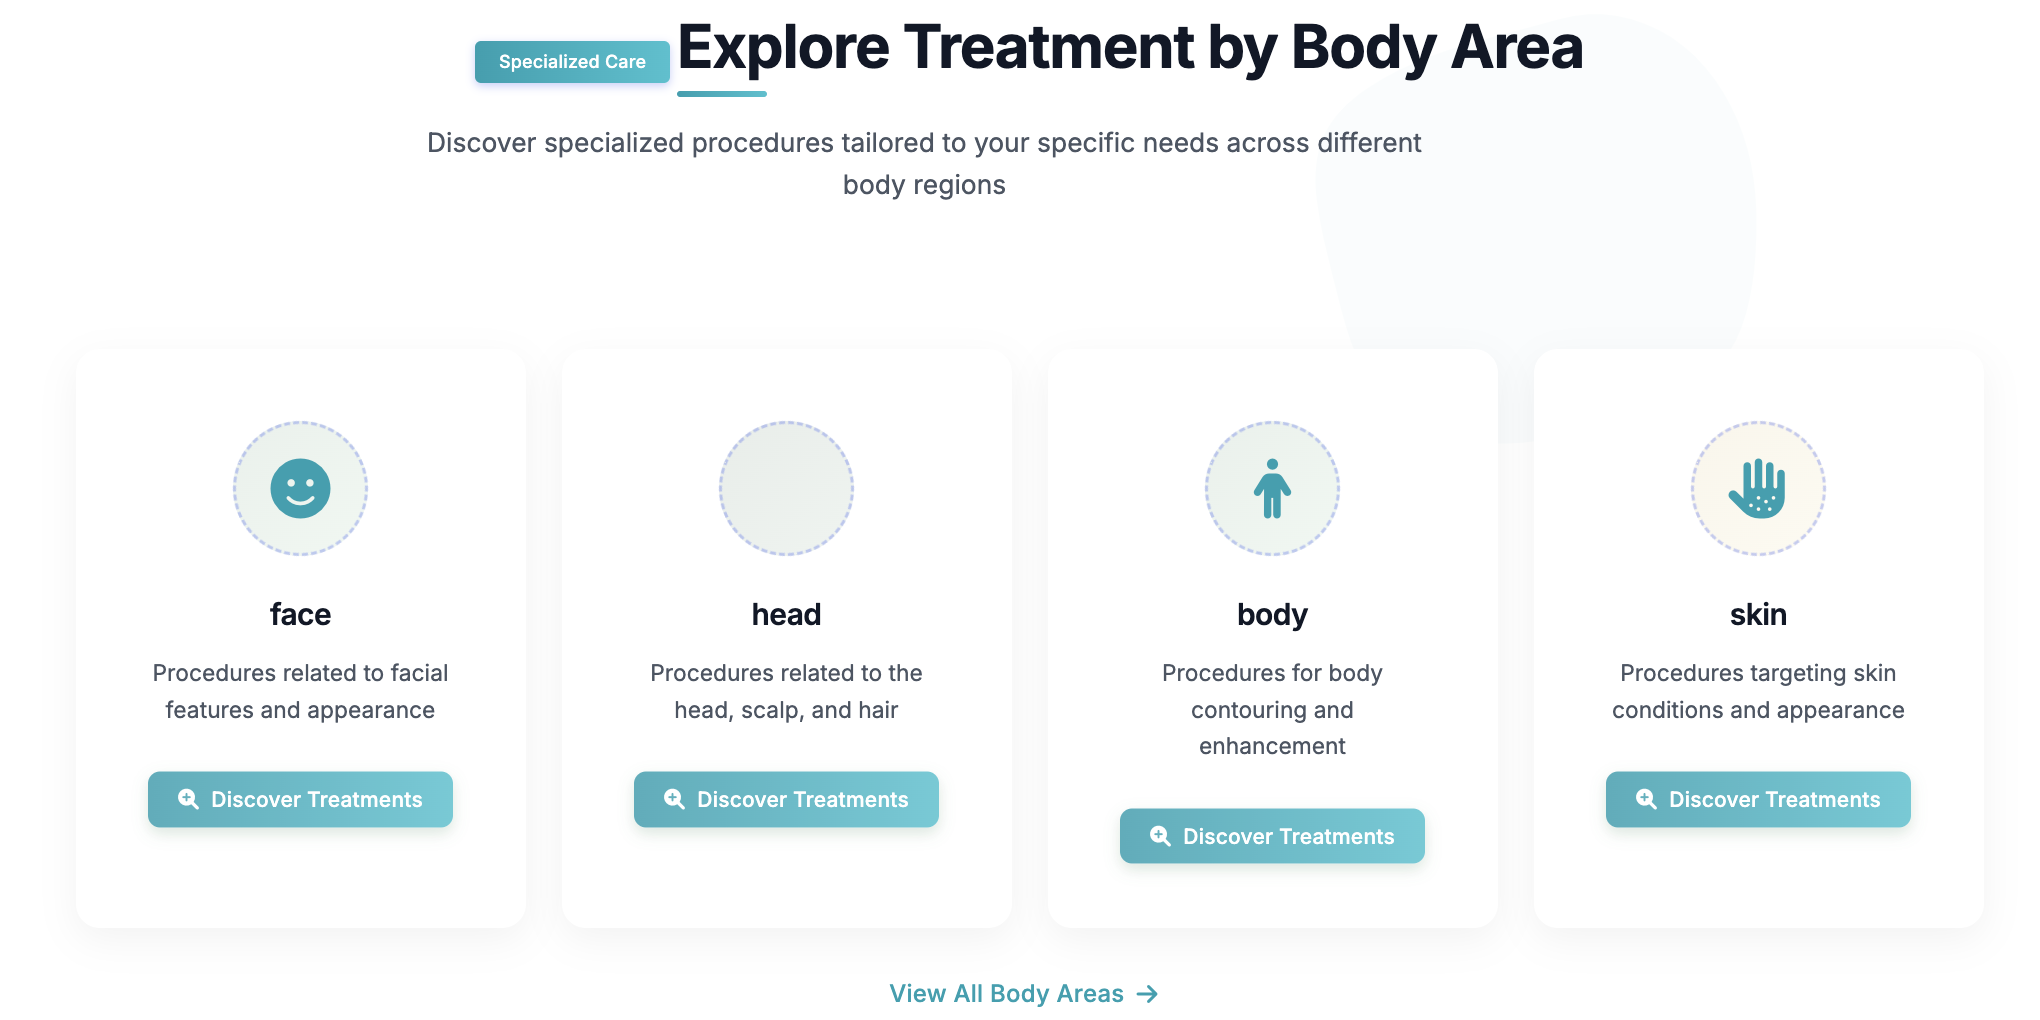 Specialized Care
Explore Treatment by Body Area
Discover specialized procedures tailored to your specific needs across different
body regions
face
Procedures related to facial
features and appearance
Discover Treatments
head
Procedures related to the
head, scalp, and hair
Discover Treatments
body
Procedures for body
contouring and
enhancement
Discover Treatments
skin
Procedures targeting skin
conditions and appearance
Discover Treatments
View All Body Areas →